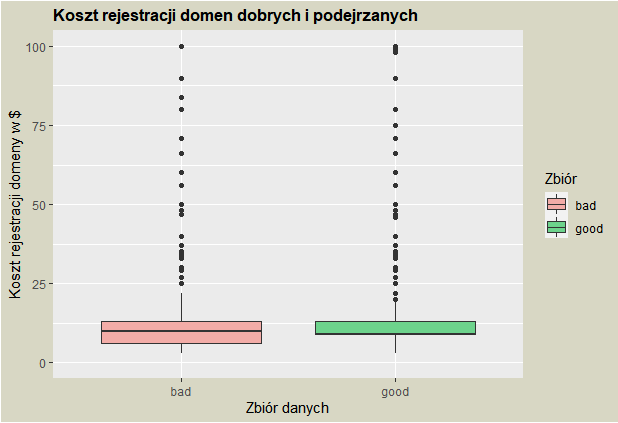 Koszt rejestracji domen dobrych i podejrzanych
Koszt rejestracji domeny w $
100
75
50
25
0
bad
good
Zbiór danych
Zbiór
bad
good